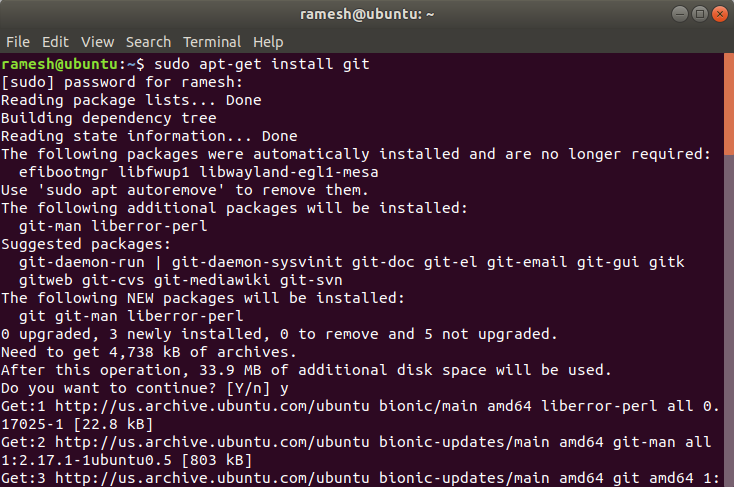 ramesh@ubuntu: ~
File Edit View Search Terminal Help
ramesh@ubuntu:~$ sudo apt-get install git
[sudo] password for ramesh:
Reading package lists... Done
Building dependency tree
Reading state information... Done
The following packages were automatically installed and are no longer required:
  efibootmgr libfwup1 libwayland-egl1-mesa
Use 'sudo apt autoremove' to remove them.
The following additional packages will be installed:
  git-man liberror-perl
Suggested packages:
  git-daemon-run | git-daemon-sysvinit git-doc git-el git-email git-gui gitk
  gitweb git-cvs git-mediawiki git-svn
The following NEW packages will be installed:
  git git-man liberror-perl
0 upgraded, 3 newly installed, 0 to remove and 5 not upgraded.
Need to get 4,738 kB of archives.
After this operation, 33.9 MB of additional disk space will be used.
Do you want to continue? [Y/n] y
Get:1 http://us.archive.ubuntu.com/ubuntu bionic/main amd64 liberror-perl all 0.
17025-1 [22.8 kB]
Get:2 http://us.archive.ubuntu.com/ubuntu bionic-updates/main amd64 git-man all
1:2.17.1-1ubuntu0.5 [803 kB]
Get:3 http://us.archive.ubuntu.com/ubuntu bionic-updates/main amd64 git amd64 1: